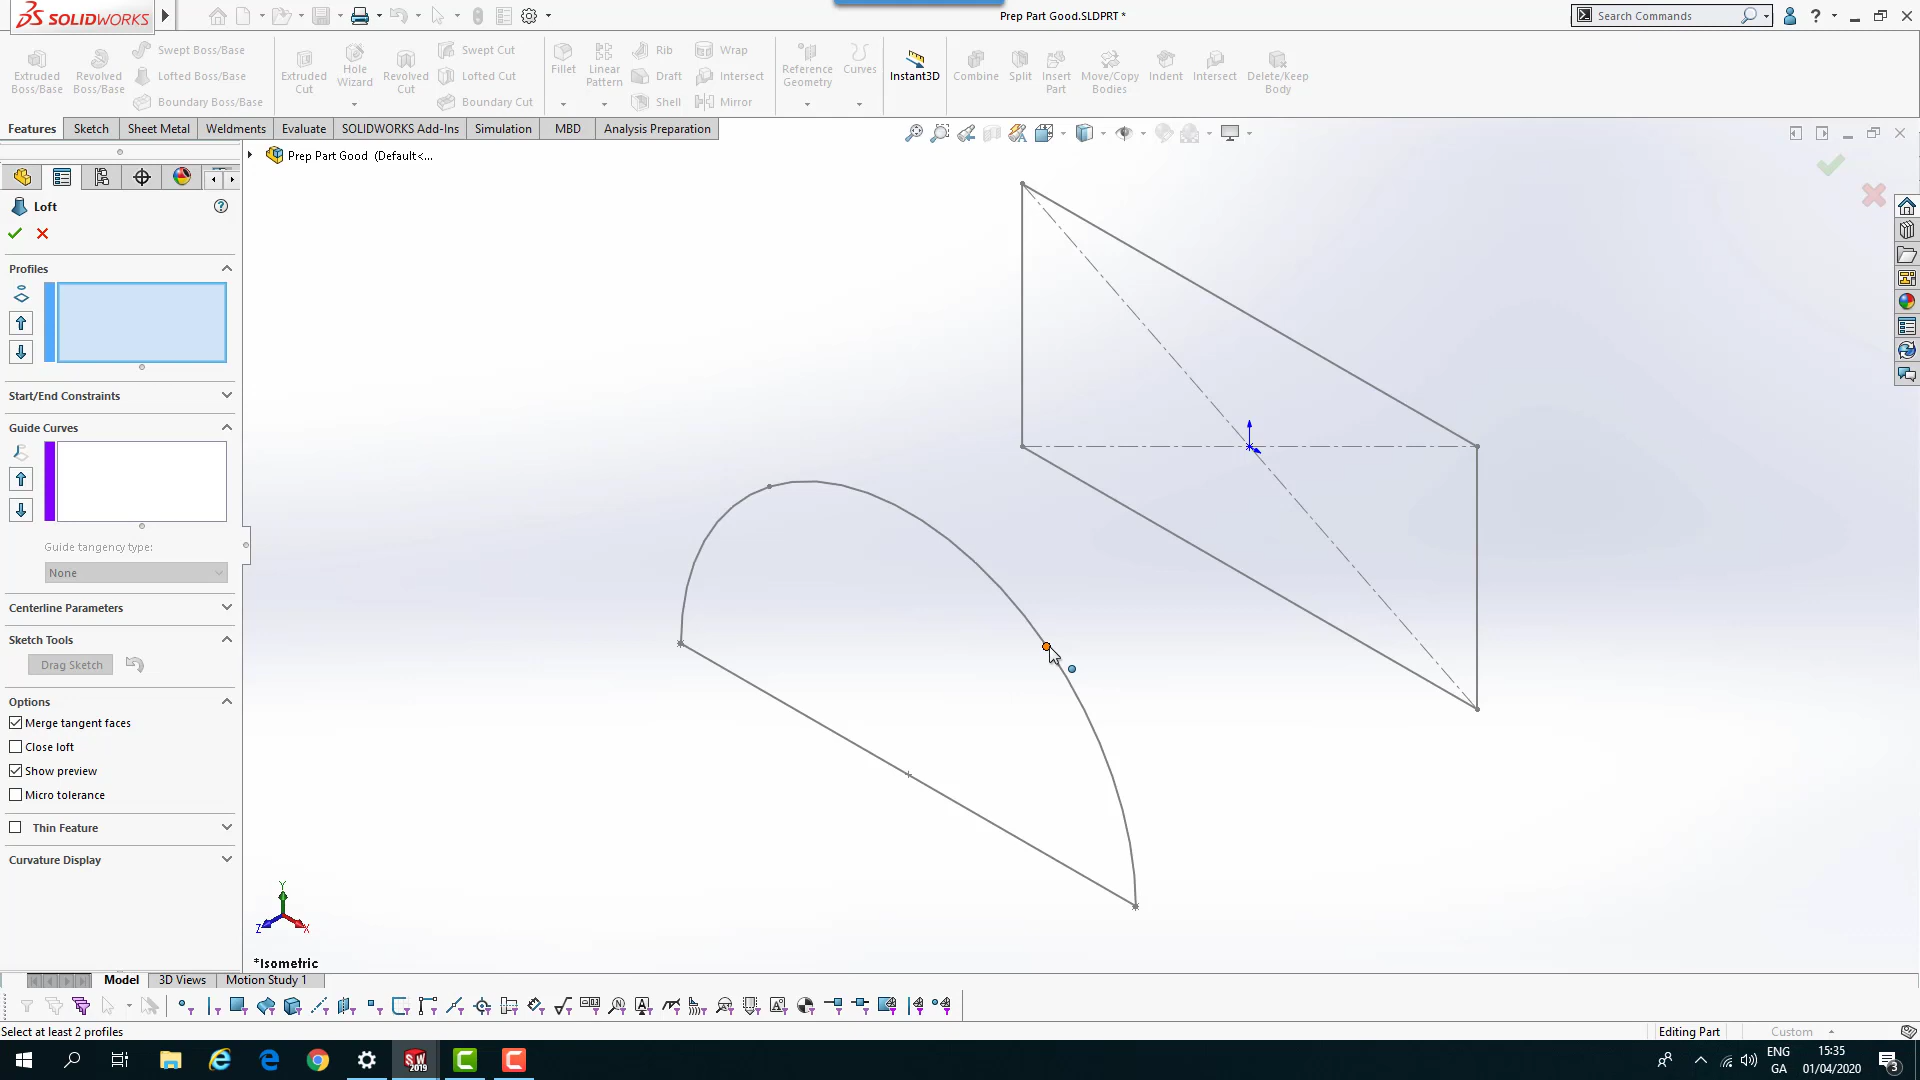 SOLIDWORKS
Prep Part Good.SLDPRT *
Search Commands
Extruded Boss/Base
Revolved Boss/Base
Swept Boss/Base
Lofted Boss/Base
Boundary Boss/Base
Extruded Cut
Hole Wizard
Revolved Cut
Swept Cut
Lofted Cut
Boundary Cut
Fillet
Linear Pattern
Rib
Draft
Shell
Wrap
Intersect
Mirror
Reference Geometry
Curves
Instant3D
Combine
Split
Insert Part
Move/Copy Bodies
Indent
Intersect
Delete/Keep Body
Features
Sketch
Sheet Metal
Weldments
Evaluate
SOLIDWORKS Add-Ins
Simulation
MBD
Analysis Preparation
Prep Part Good (Default<...
Loft
Profiles
Start/End Constraints
Guide Curves
Guide tangency type:
None
Centerline Parameters
Sketch Tools
Drag Sketch
Options
Merge tangent faces
Close loft
Show preview
Micro tolerance
Thin Feature
Curvature Display
Y
Z
X
*Isometric
Model
3D Views
Motion Study 1
Select at least 2 profiles
Editing Part
Custom
SW
2019
ENG
GA
15:35
01/04/2020
3